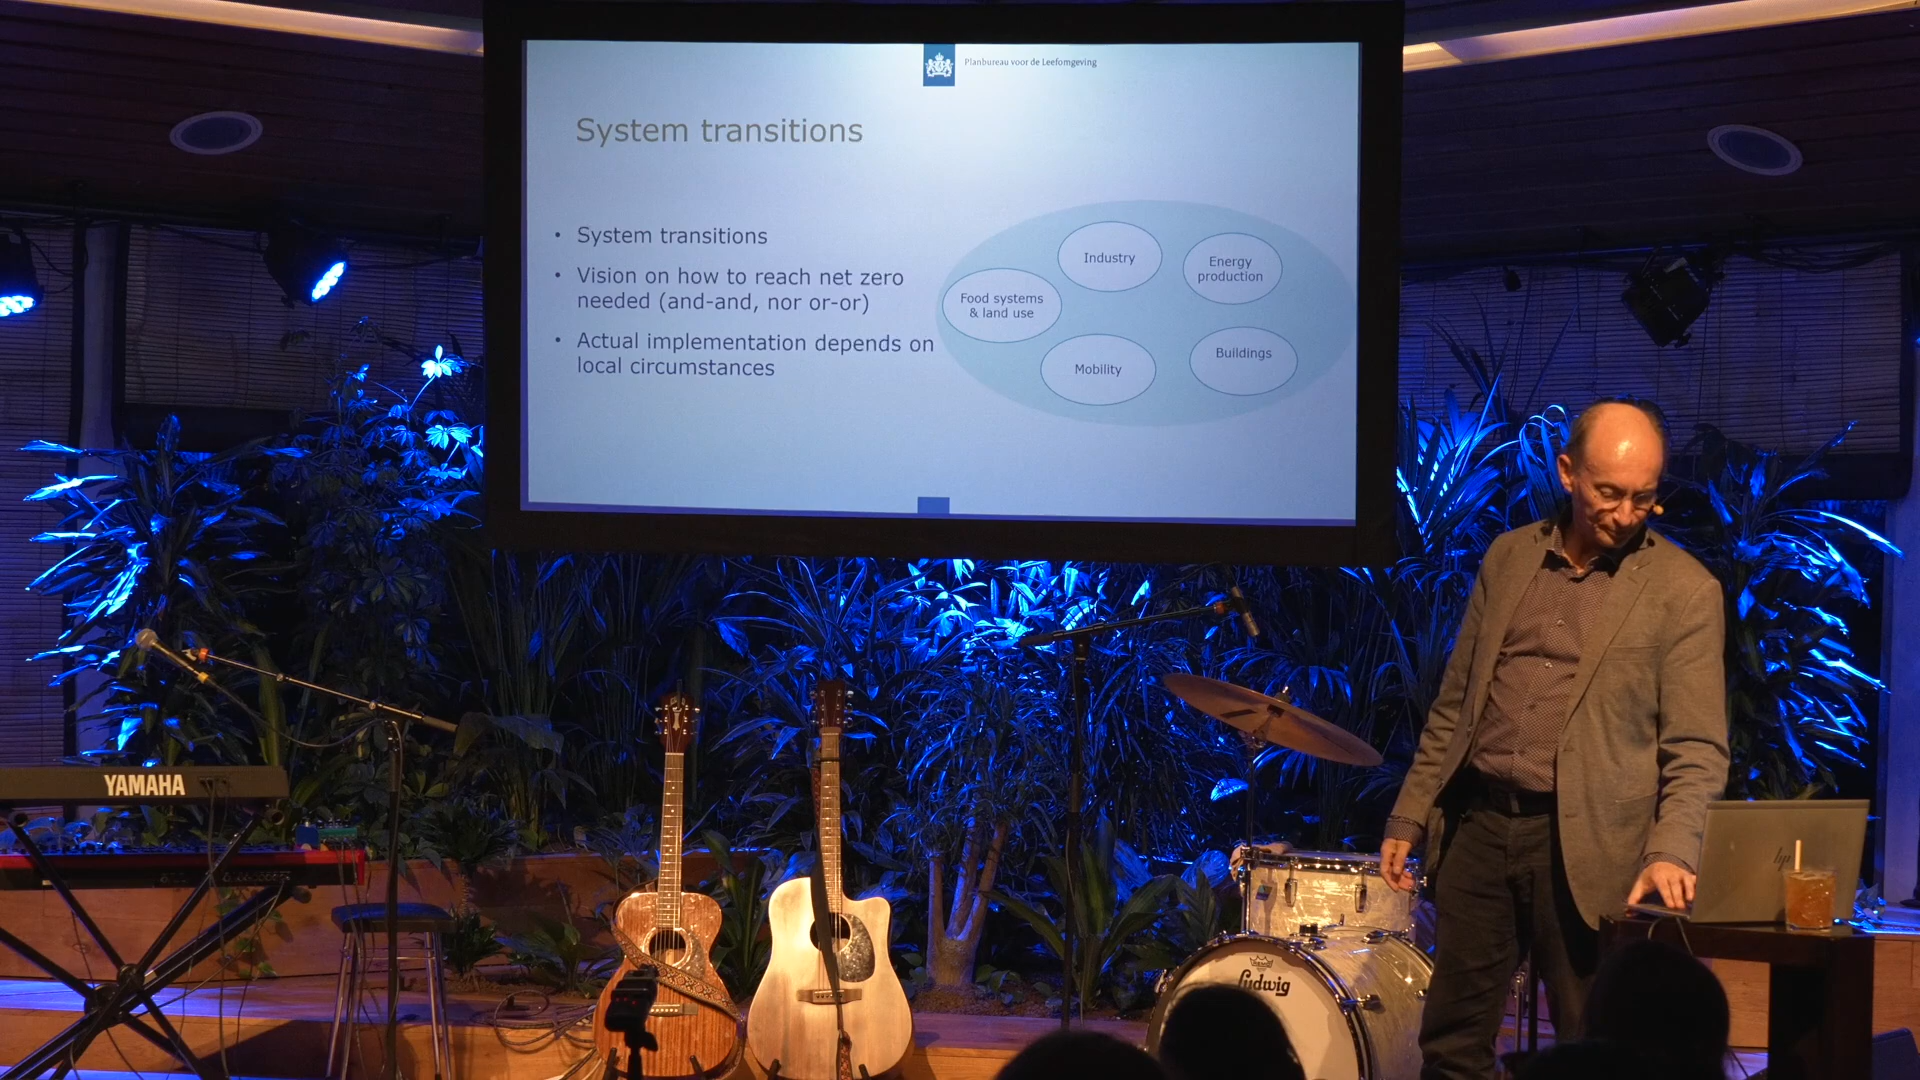 Planbureau voor de Leefomgeving
System transitions
• System transitions
• Vision on how to reach net zero
needed (and-and, nor or-or)
• Actual implementation depends on
local circumstances
Industry
Energy
production
Food systems
& land use
Mobility
Buildings
YAMAHA
Ludwig
hp